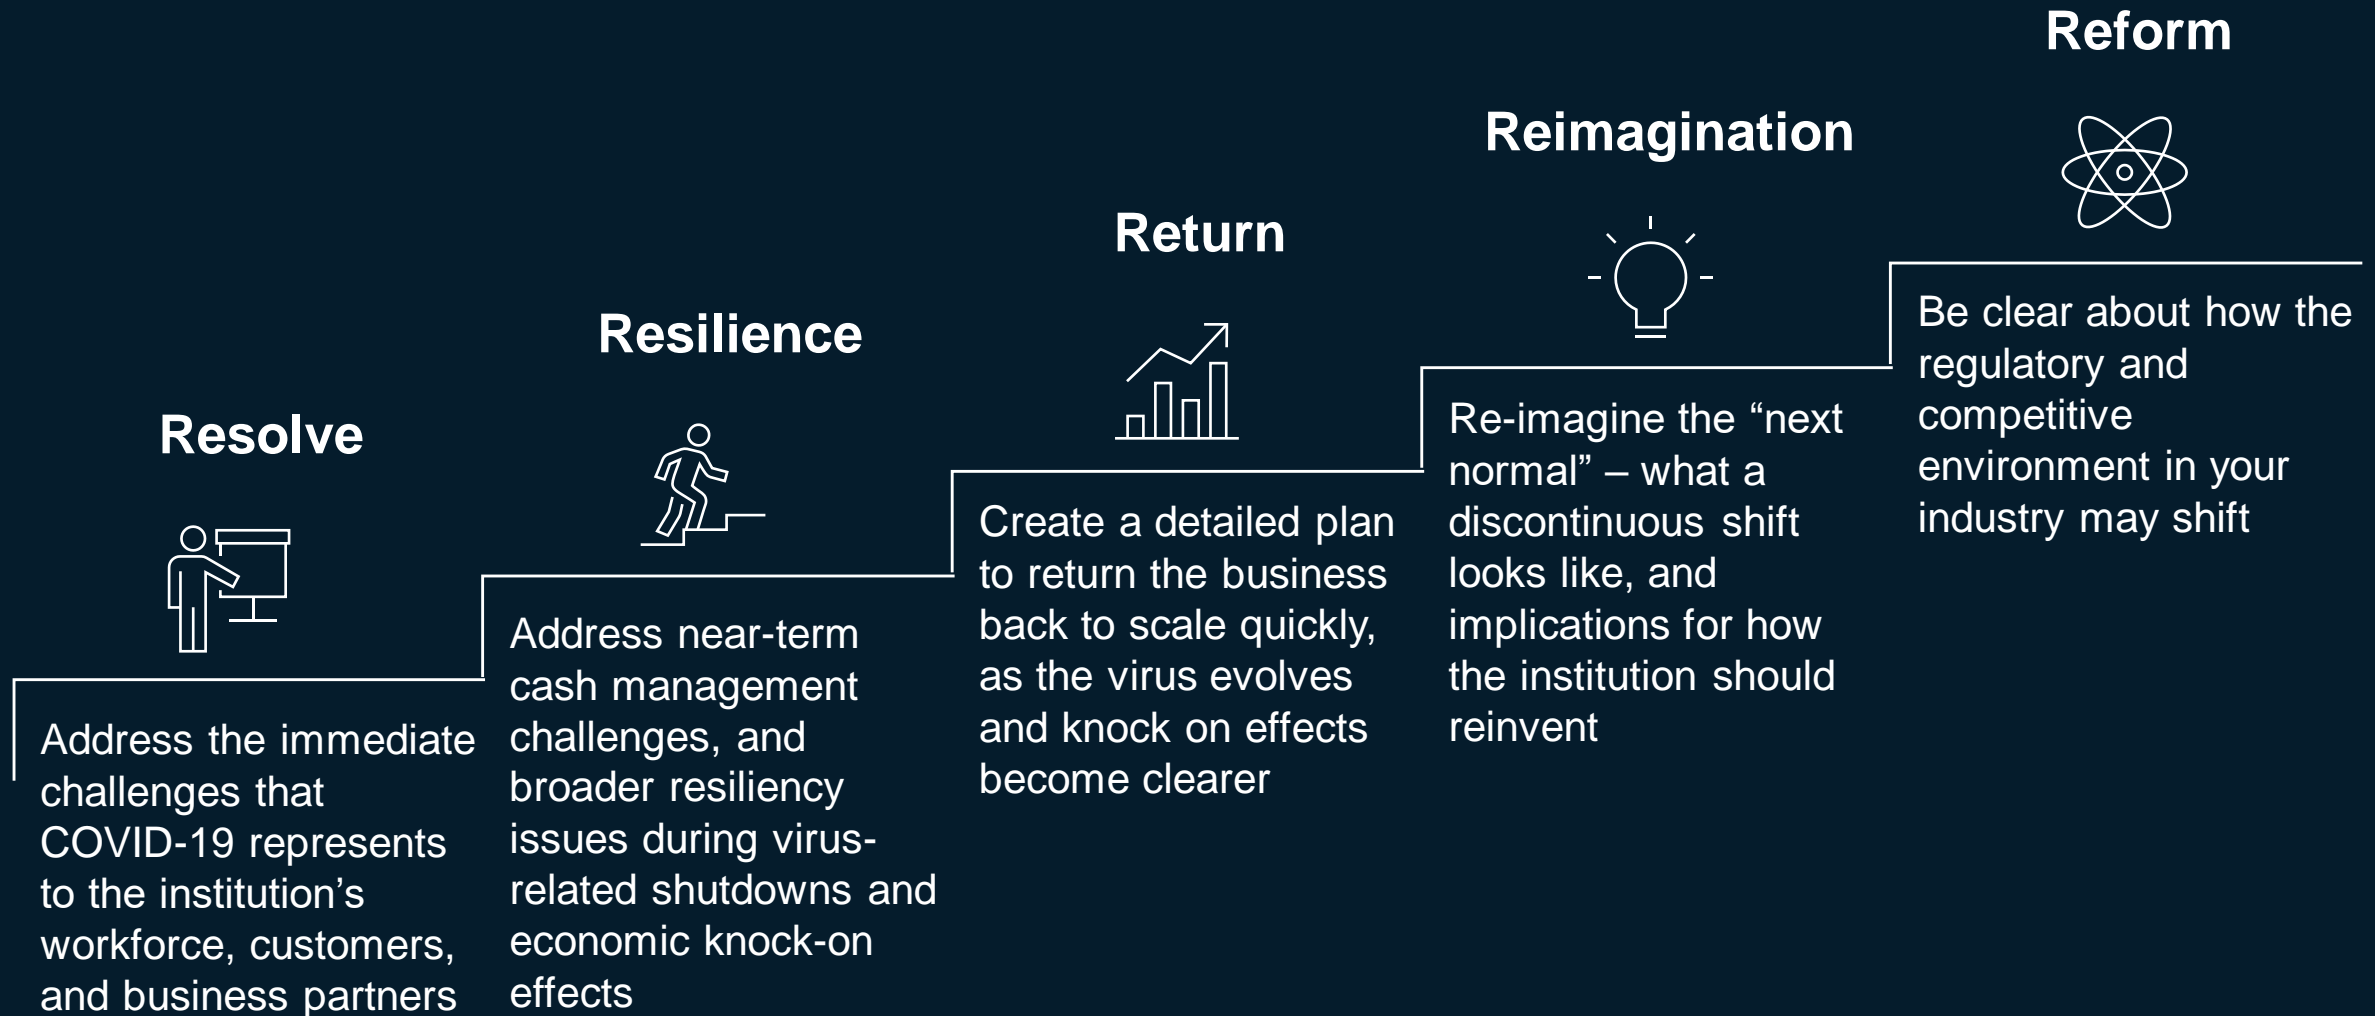 Resolve
Address the immediate
challenges that
COVID-19 represents
to the institution’s
workforce, customers,
and business partners
Resilience
Address near-term
cash management
challenges, and
broader resiliency
issues during virus-
related shutdowns and
economic knock-on
effects
Return
Create a detailed plan
to return the business
back to scale quickly,
as the virus evolves
and knock on effects
become clearer
Reimagination
Re-imagine the “next
normal” – what a
discontinuous shift
looks like, and
implications for how
the institution should
reinvent
Reform
Be clear about how the
regulatory and
competitive
environment in your
industry may shift